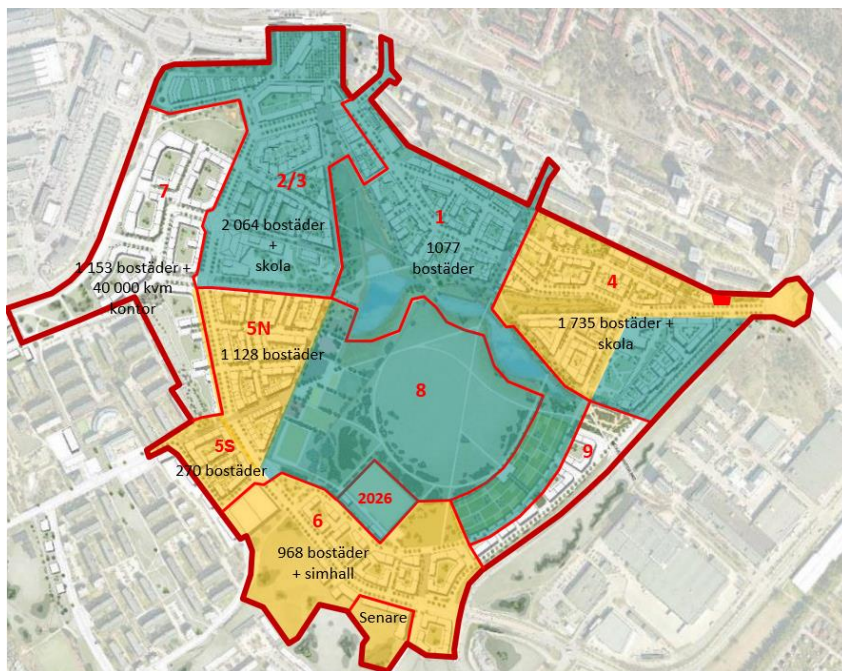 2/3
2 064 bostäder
+
skola
1
1077
bostäder
7
1 153 bostäder +
40 000 kvm
kontor
4
1 735 bostäder +
skola
5N
1 128 bostäder
8
5S
270 bostäder
9
2026
6
968 bostäder
+ simhall
Senare